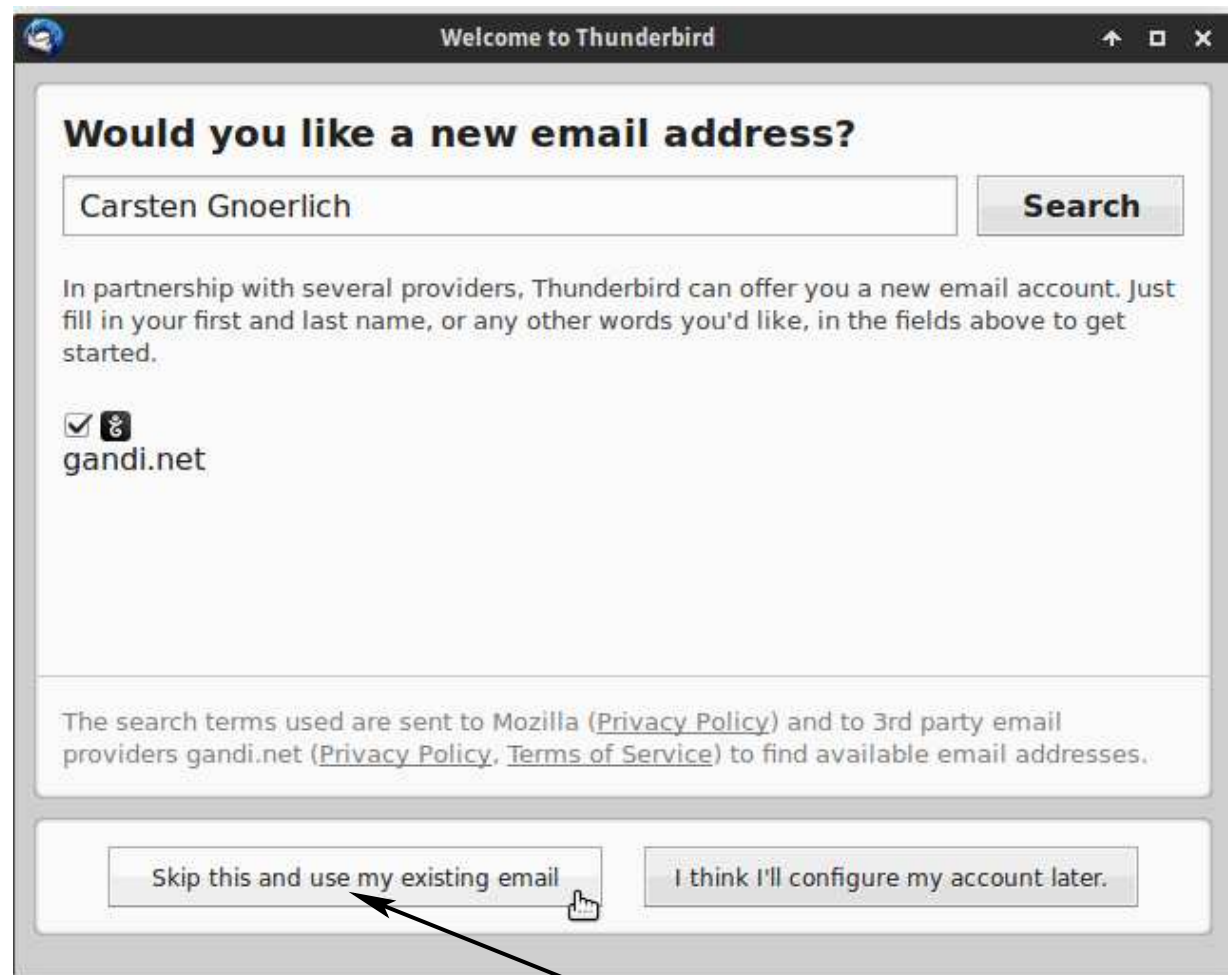 Welcome to Thunderbird
Would you like a new email address?
Carsten Gnoerlich
Search
In partnership with several providers, Thunderbird can offer you a new email account. Just
fill in your first and last name, or any other words you'd like, in the fields above to get
started.
gandi.net
The search terms used are sent to Mozilla (Privacy Policy) and to 3rd party email
providers gandi.net (Privacy Policy, Terms of Service) to find available email addresses.
Skip this and use my existing email
I think I'll configure my account later.